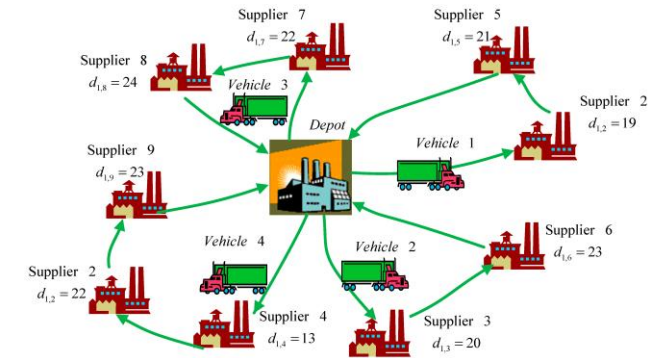 Supplier 7
d1,7 = 22
Supplier 5
d1,5 = 21
Supplier 8
d1,8 = 24
Vehicle 3
Supplier 2
d1,2 = 19
Depot
Vehicle 1
Supplier 9
d1,9 = 23
Supplier 6
d1,6 = 23
Vehicle 4
Vehicle 2
Supplier 2
d1,2 = 22
Supplier 4
d1,4 = 13
Supplier 3
d1,3 = 20